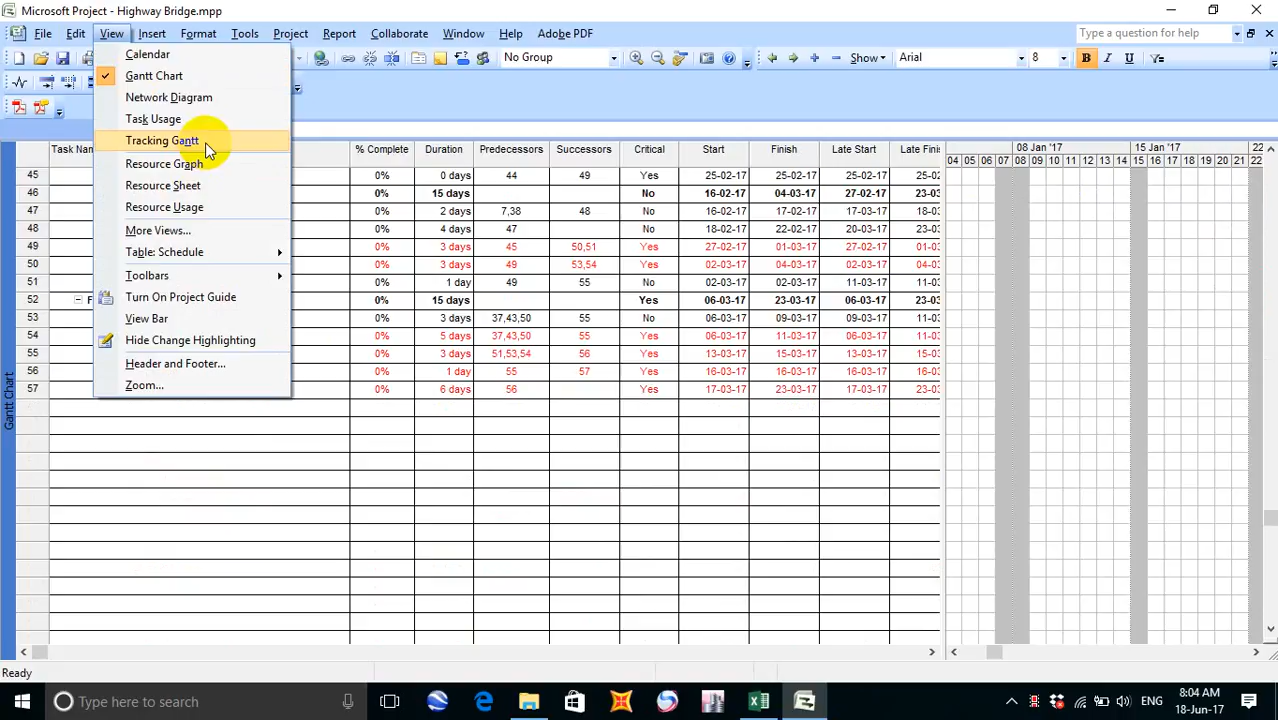 Microsoft Project - Highway Bridge.mpp
File Edit View Insert Format Tools Project Report Collaborate Window Help Adobe PDF Type a question for help
No Group Show Arial 8 B I U
Calendar
Gantt Chart
Network Diagram
Task Usage
Tracking Gantt
Resource Graph
Resource Sheet
Resource Usage
More Views...
Table: Schedule
Toolbars
Turn On Project Guide
View Bar
Hide Change Highlighting
Header and Footer...
Zoom...
Task Nam % Complete Duration Predecessors Successors Critical Start Finish Late Start Late Finis
08 Jan '17 15 Jan '17 22
04 05 06 07 08 09 10 11 12 13 14 15 16 17 18 19 20 21 22
45 0% 0 days 44 49 Yes 25-02-17 25-02-17 25-02-17 25-0
46 0% 15 days No 16-02-17 04-03-17 27-02-17 23-0
47 0% 2 days 7,38 48 No 16-02-17 17-02-17 17-03-17 18-0
48 0% 4 days 47 No 18-02-17 22-02-17 20-03-17 23-0
49 0% 3 days 45 50,51 Yes 27-02-17 01-03-17 27-02-17 01-0
50 0% 3 days 49 53,54 Yes 02-03-17 04-03-17 02-03-17 04-0
51 0% 1 day 49 55 No 02-03-17 02-03-17 11-03-17 11-0
52 F 0% 15 days Yes 06-03-17 23-03-17 06-03-17 23-0
53 0% 3 days 37,43,50 55 No 06-03-17 09-03-17 09-03-17 11-0
54 0% 5 days 37,43,50 55 Yes 06-03-17 11-03-17 06-03-17 11-0
55 0% 3 days 51,53,54 56 Yes 13-03-17 15-03-17 13-03-17 15-0
56 0% 1 day 55 57 Yes 16-03-17 16-03-17 16-03-17 16-0
57 0% 6 days 56 Yes 17-03-17 23-03-17 17-03-17 23-0
Gantt Chart
Ready
Type here to search
ENG
8:04 AM
18-Jun-17